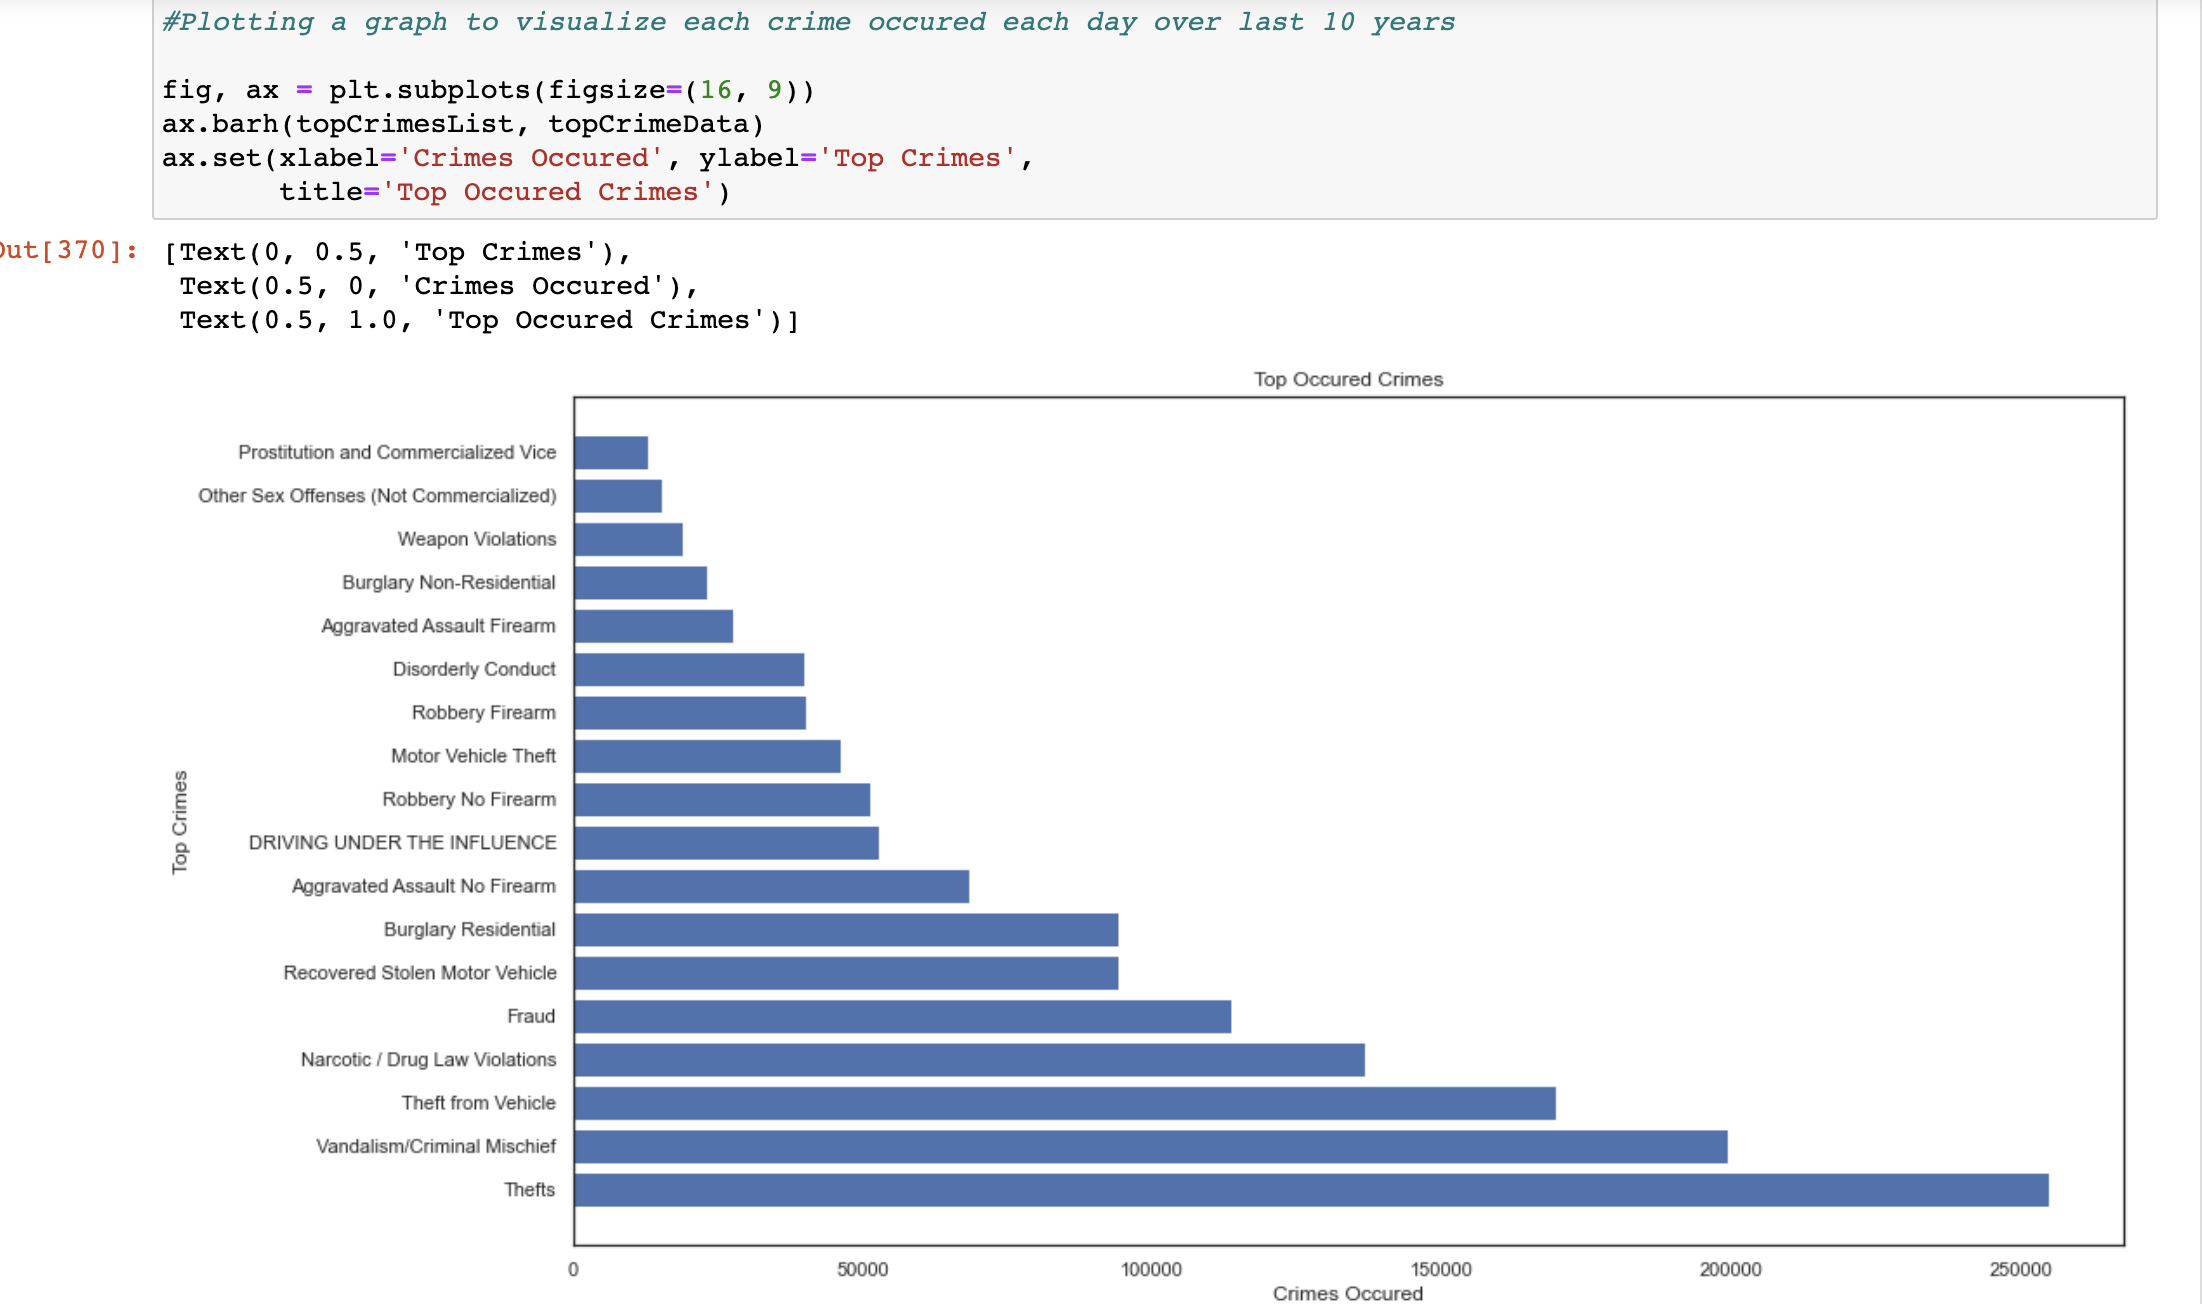 #Plotting a graph to visualize each crime occured each day over last 10 years
fig, ax = plt.subplots(figsize=(16, 9))
ax.barh(topCrimesList, topCrimeData)
ax.set(xlabel='Crimes Occured', ylabel='Top Crimes',
       title='Top Occured Crimes')
Out[370]: [Text(0, 0.5, 'Top Crimes'),
 Text(0.5, 0, 'Crimes Occured'),
 Text(0.5, 1.0, 'Top Occured Crimes')]
Top Occured Crimes
Prostitution and Commercialized Vice
Other Sex Offenses (Not Commercialized)
Weapon Violations
Burglary Non-Residential
Aggravated Assault Firearm
Disorderly Conduct
Robbery Firearm
Motor Vehicle Theft
Robbery No Firearm
DRIVING UNDER THE INFLUENCE
Aggravated Assault No Firearm
Burglary Residential
Recovered Stolen Motor Vehicle
Fraud
Narcotic / Drug Law Violations
Theft from Vehicle
Vandalism/Criminal Mischief
Thefts
Top Crimes
0 50000 100000 150000 200000 250000
Crimes Occured